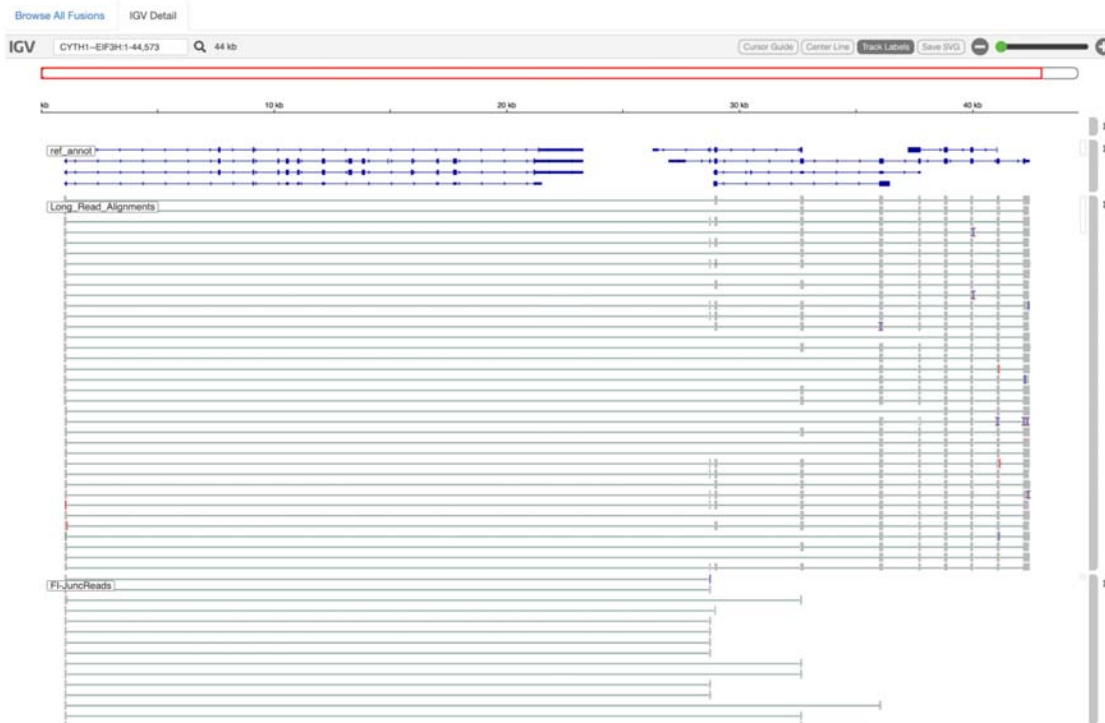 Browse All Fusions IGV Detail
IGV CYTH1--EIF3H:1-44,573 44 kb Cursor Guide Center Line Track Labels Save SVG
kb 10 kb 20 kb 30 kb 40 kb
ref_annot
Long_Read_Alignments
FI-JuncReads